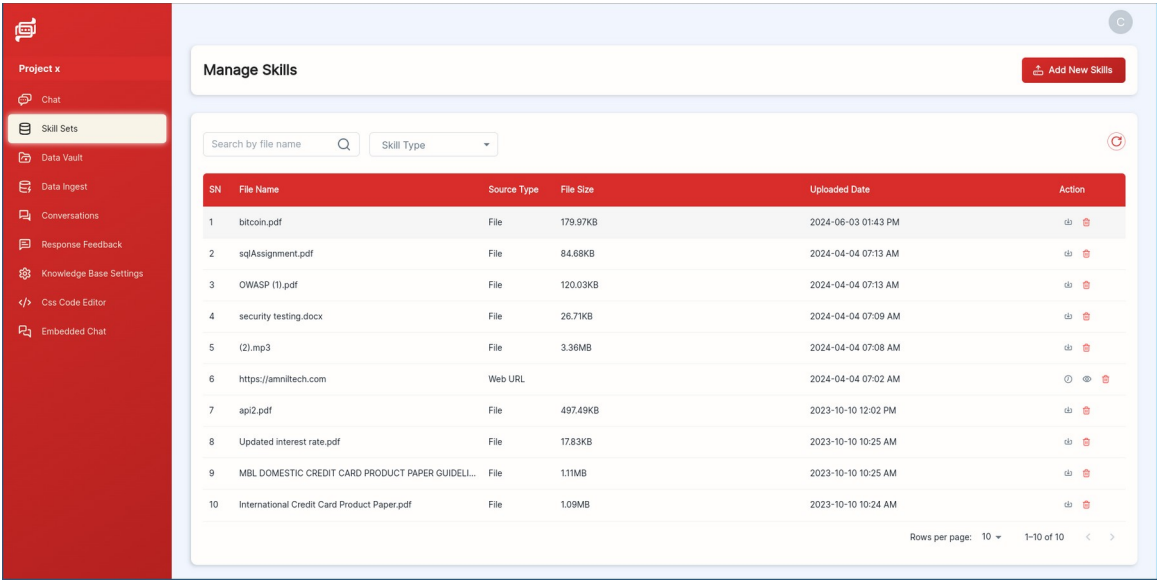 C
Project x
Chat
Skill Sets
Data Vault
Data Ingest
Conversations
Response Feedback
Knowledge Base Settings
Css Code Editor
Embedded Chat
Manage Skills
Add New Skills
Search by file name
Skill Type
SN File Name Source Type File Size Uploaded Date Action
1 bitcoin.pdf File 179.97KB 2024-06-03 01:43 PM
2 sqlAssignment.pdf File 84.68KB 2024-04-04 07:13 AM
3 OWASP (1).pdf File 120.03KB 2024-04-04 07:13 AM
4 security testing.docx File 26.71KB 2024-04-04 07:09 AM
5 (2).mp3 File 3.36MB 2024-04-04 07:08 AM
6 https://amniltech.com Web URL 2024-04-04 07:02 AM
7 api2.pdf File 497.49KB 2023-10-10 12:02 PM
8 Updated interest rate.pdf File 17.83KB 2023-10-10 10:25 AM
9 MBL DOMESTIC CREDIT CARD PRODUCT PAPER GUIDELI... File 1.11MB 2023-10-10 10:25 AM
10 International Credit Card Product Paper.pdf File 1.09MB 2023-10-10 10:24 AM
Rows per page: 10 1–10 of 10